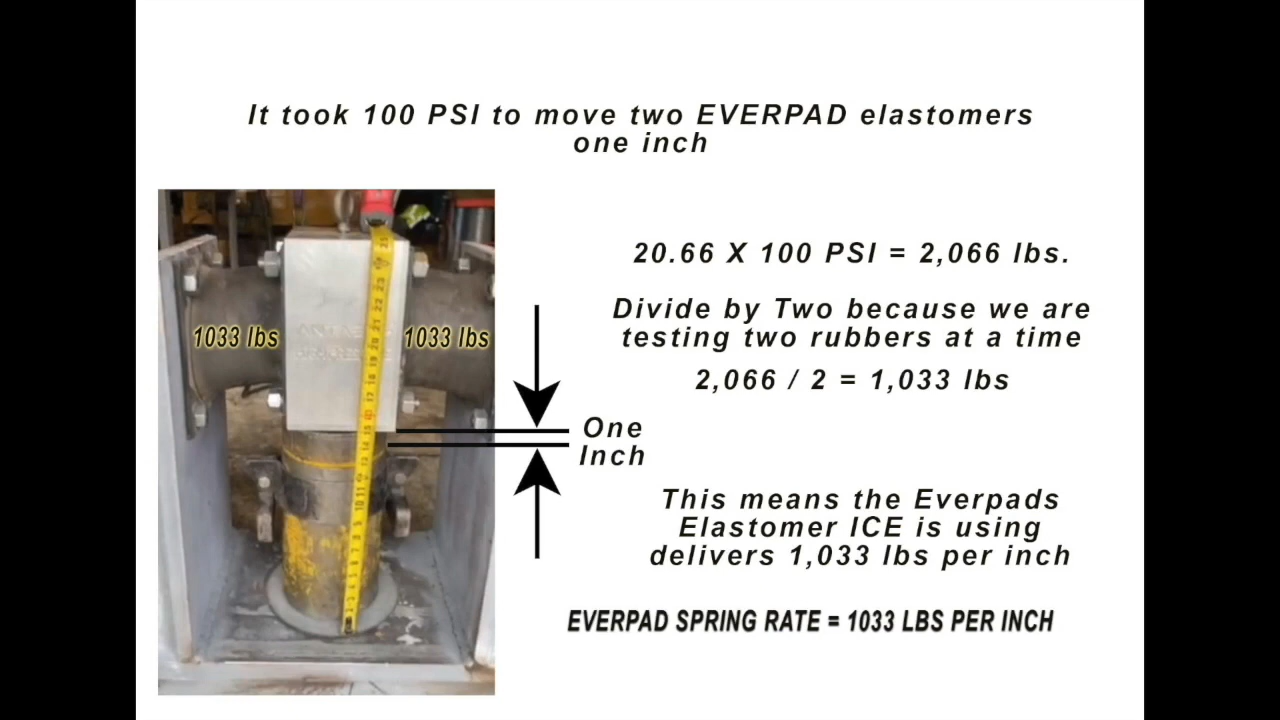 It took 100 PSI to move two EVERPAD elastomers
one inch
20.66 X 100 PSI = 2,066 lbs.
Divide by Two because we are
testing two rubbers at a time
1033 lbs
1033 lbs
2,066 / 2 = 1,033 lbs
One
Inch
This means the Everpads
Elastomer ICE is using
delivers 1,033 lbs per inch
EVERPAD SPRING RATE = 1033 LBS PER INCH